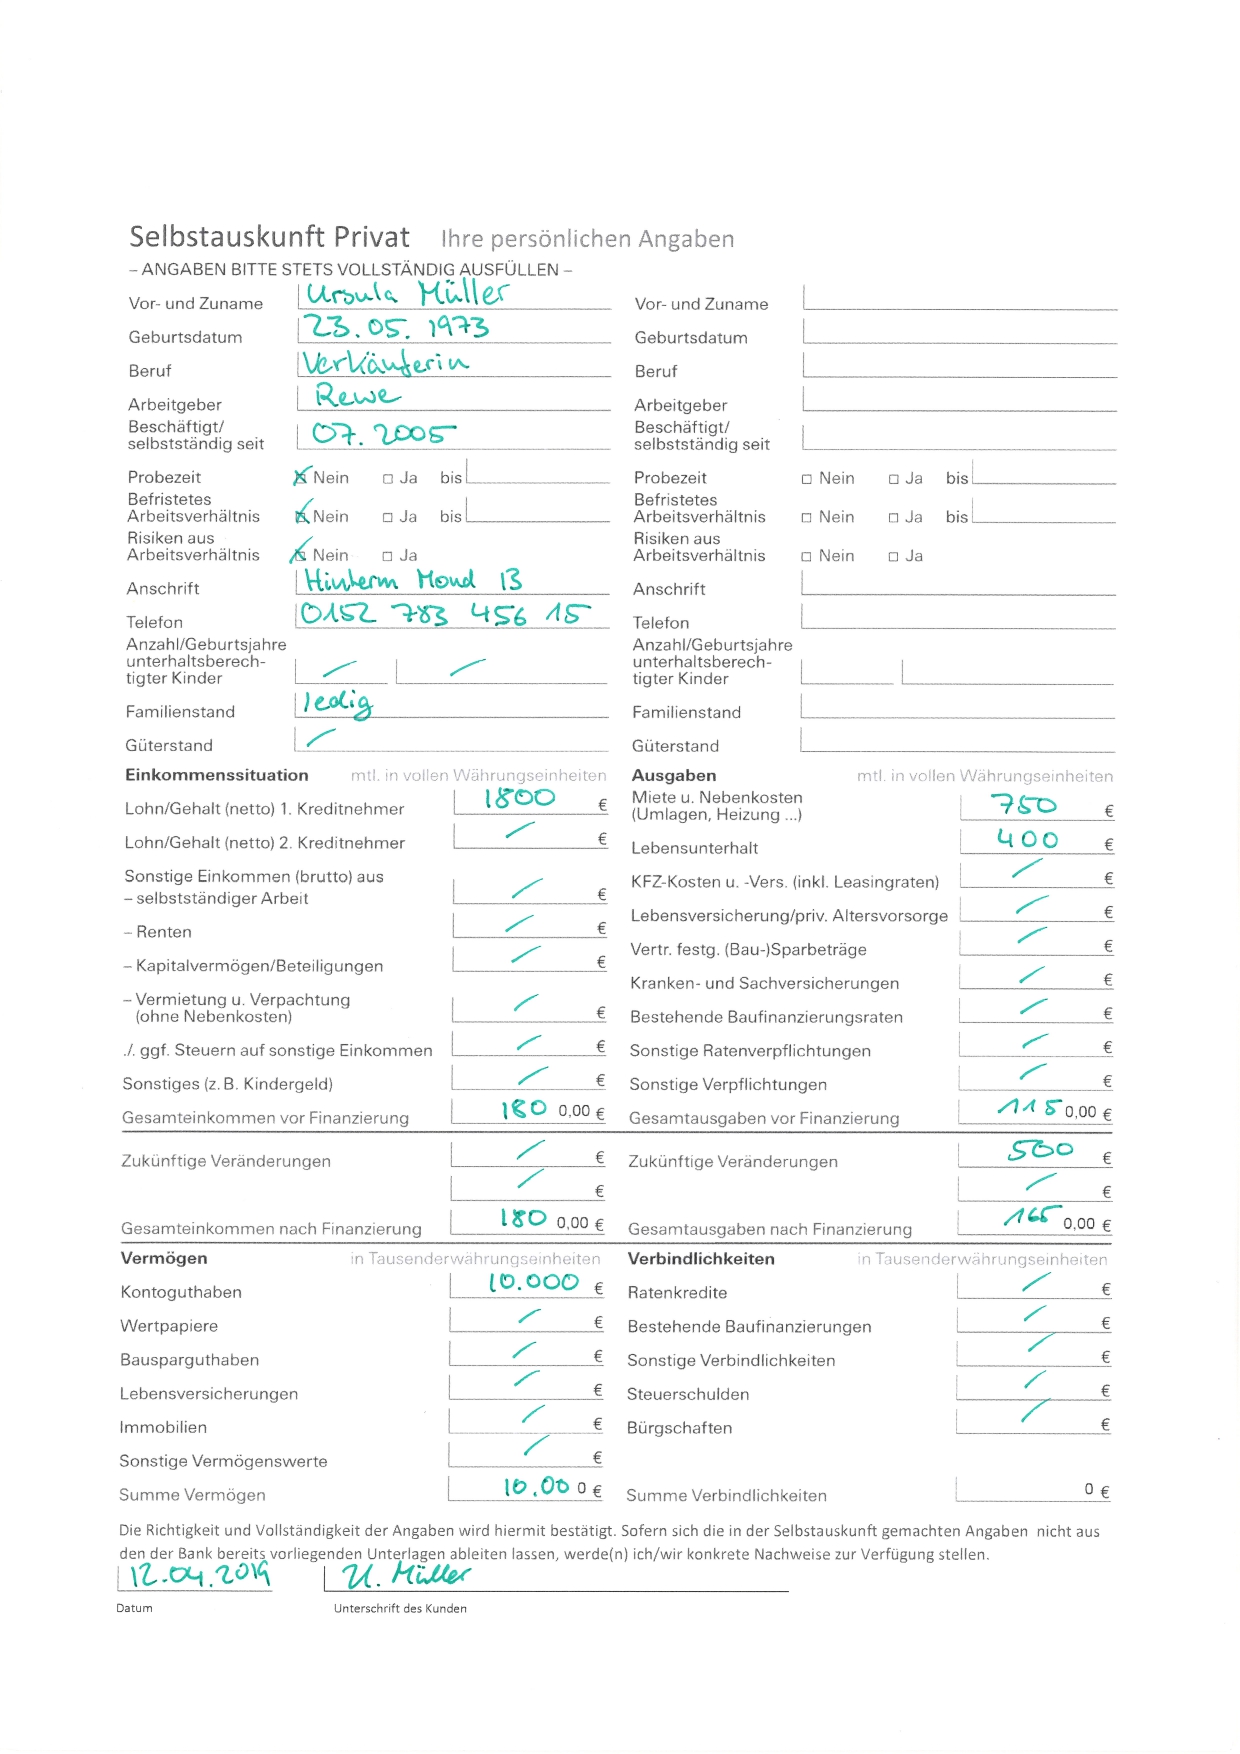 Selbstauskunft Privat Ihre persönlichen Angaben
– ANGABEN BITTE STETS VOLLSTÄNDIG AUSFÜLLEN –
Vor- und Zuname Ursula Müller
Geburtsdatum 23.05.1973
Beruf Verkäuferin
Arbeitgeber Rewe
Beschäftigt/
selbstständig seit 07.2005
Probezeit ☒ Nein □ Ja bis
Befristetes
Arbeitsverhältnis ☒ Nein □ Ja bis
Risiken aus
Arbeitsverhältnis ☒ Nein □ Ja
Anschrift Hinterm Mond 13
Telefon 0152 783 456 15
Anzahl/Geburtsjahre
unterhaltsberech-
tigter Kinder / /
Familienstand ledig
Güterstand /
Vor- und Zuname
Geburtsdatum
Beruf
Arbeitgeber
Beschäftigt/
selbstständig seit
Probezeit □ Nein □ Ja bis
Befristetes
Arbeitsverhältnis □ Nein □ Ja bis
Risiken aus
Arbeitsverhältnis □ Nein □ Ja
Anschrift
Telefon
Anzahl/Geburtsjahre
unterhaltsberech-
tigter Kinder
Familienstand
Güterstand
Einkommenssituation mtl. in vollen Währungseinheiten
Lohn/Gehalt (netto) 1. Kreditnehmer 1800 €
Lohn/Gehalt (netto) 2. Kreditnehmer / €
Sonstige Einkommen (brutto) aus
– selbstständiger Arbeit / €
– Renten / €
– Kapitalvermögen/Beteiligungen / €
– Vermietung u. Verpachtung
(ohne Nebenkosten) / €
./. ggf. Steuern auf sonstige Einkommen / €
Sonstiges (z. B. Kindergeld) / €
Gesamteinkommen vor Finanzierung 180 0,00 €
Zukünftige Veränderungen / €
/ €
Gesamteinkommen nach Finanzierung 180 0,00 €
Ausgaben mtl. in vollen Währungseinheiten
Miete u. Nebenkosten
(Umlagen, Heizung ...) 750 €
Lebensunterhalt 400 €
KFZ-Kosten u. -Vers. (inkl. Leasingraten) / €
Lebensversicherung/priv. Altersvorsorge / €
Vertr. festg. (Bau-)Sparbeträge / €
Kranken- und Sachversicherungen / €
Bestehende Baufinanzierungsraten / €
Sonstige Ratenverpflichtungen / €
Sonstige Verpflichtungen / €
Gesamtausgaben vor Finanzierung 115 0,00 €
Zukünftige Veränderungen 500 €
/ €
Gesamtausgaben nach Finanzierung 165 0,00 €
Vermögen in Tausenderwährungseinheiten
Kontoguthaben 10.000 €
Wertpapiere / €
Bausparguthaben / €
Lebensversicherungen / €
Immobilien / €
Sonstige Vermögenswerte / €
Summe Vermögen 10.00 0 €
Verbindlichkeiten in Tausenderwährungseinheiten
Ratenkredite / €
Bestehende Baufinanzierungen / €
Sonstige Verbindlichkeiten / €
Steuerschulden / €
Bürgschaften / €
Summe Verbindlichkeiten 0 €
Die Richtigkeit und Vollständigkeit der Angaben wird hiermit bestätigt. Sofern sich die in der Selbstauskunft gemachten Angaben nicht aus
den der Bank bereits vorliegenden Unterlagen ableiten lassen, werde(n) ich/wir konkrete Nachweise zur Verfügung stellen.
12.04.2019 U. Müller
Datum Unterschrift des Kunden